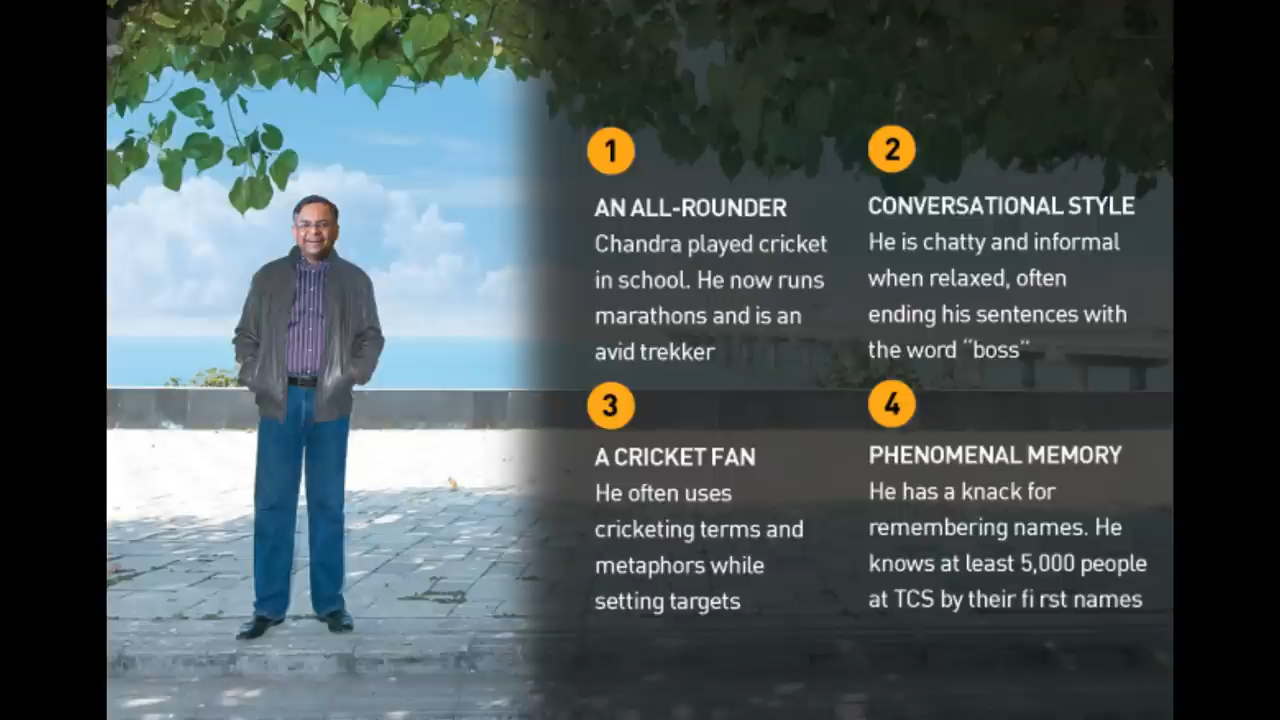 1
AN ALL-ROUNDER
Chandra played cricket
in school. He now runs
marathons and is an
avid trekker
2
CONVERSATIONAL STYLE
He is chatty and informal
when relaxed, often
ending his sentences with
the word “boss”
3
A CRICKET FAN
He often uses
cricketing terms and
metaphors while
setting targets
4
PHENOMENAL MEMORY
He has a knack for
remembering names. He
knows at least 5,000 people
at TCS by their fi rst names